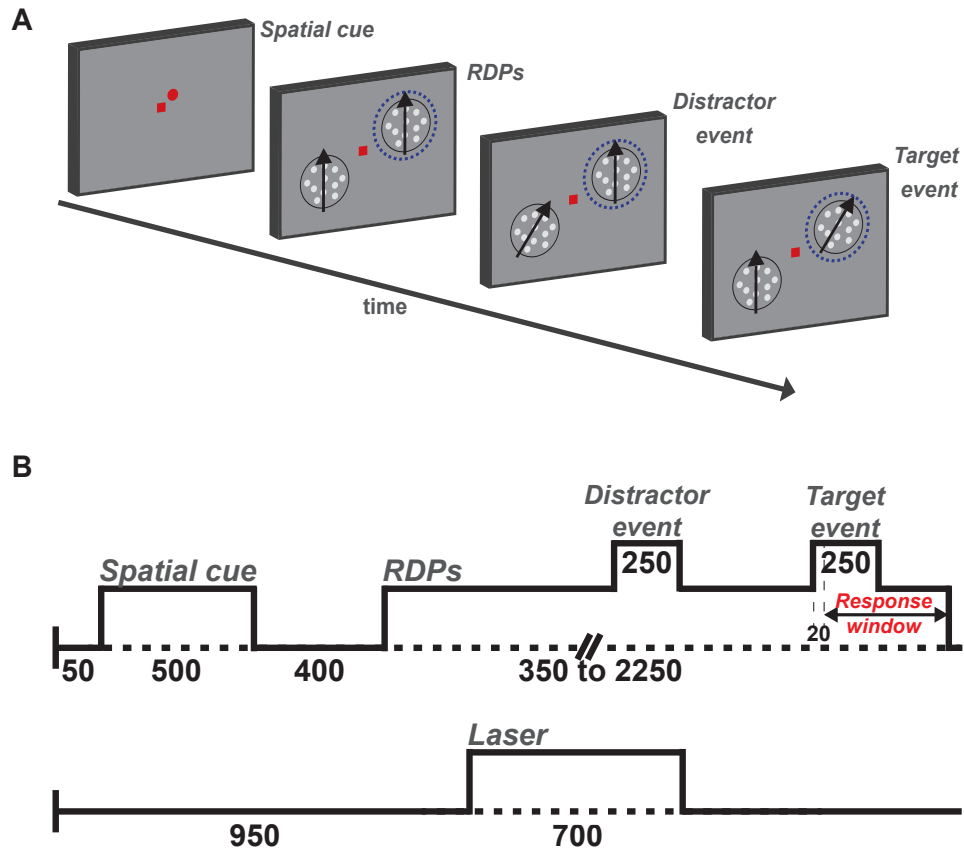 A
Spatial cue
RDPs
Distractor
event
Target
event
time
B
Distractor
event
Target
event
Spatial cue
RDPs
250
250
Response
window
20
50
500
400
350 to 2250
Laser
950
700